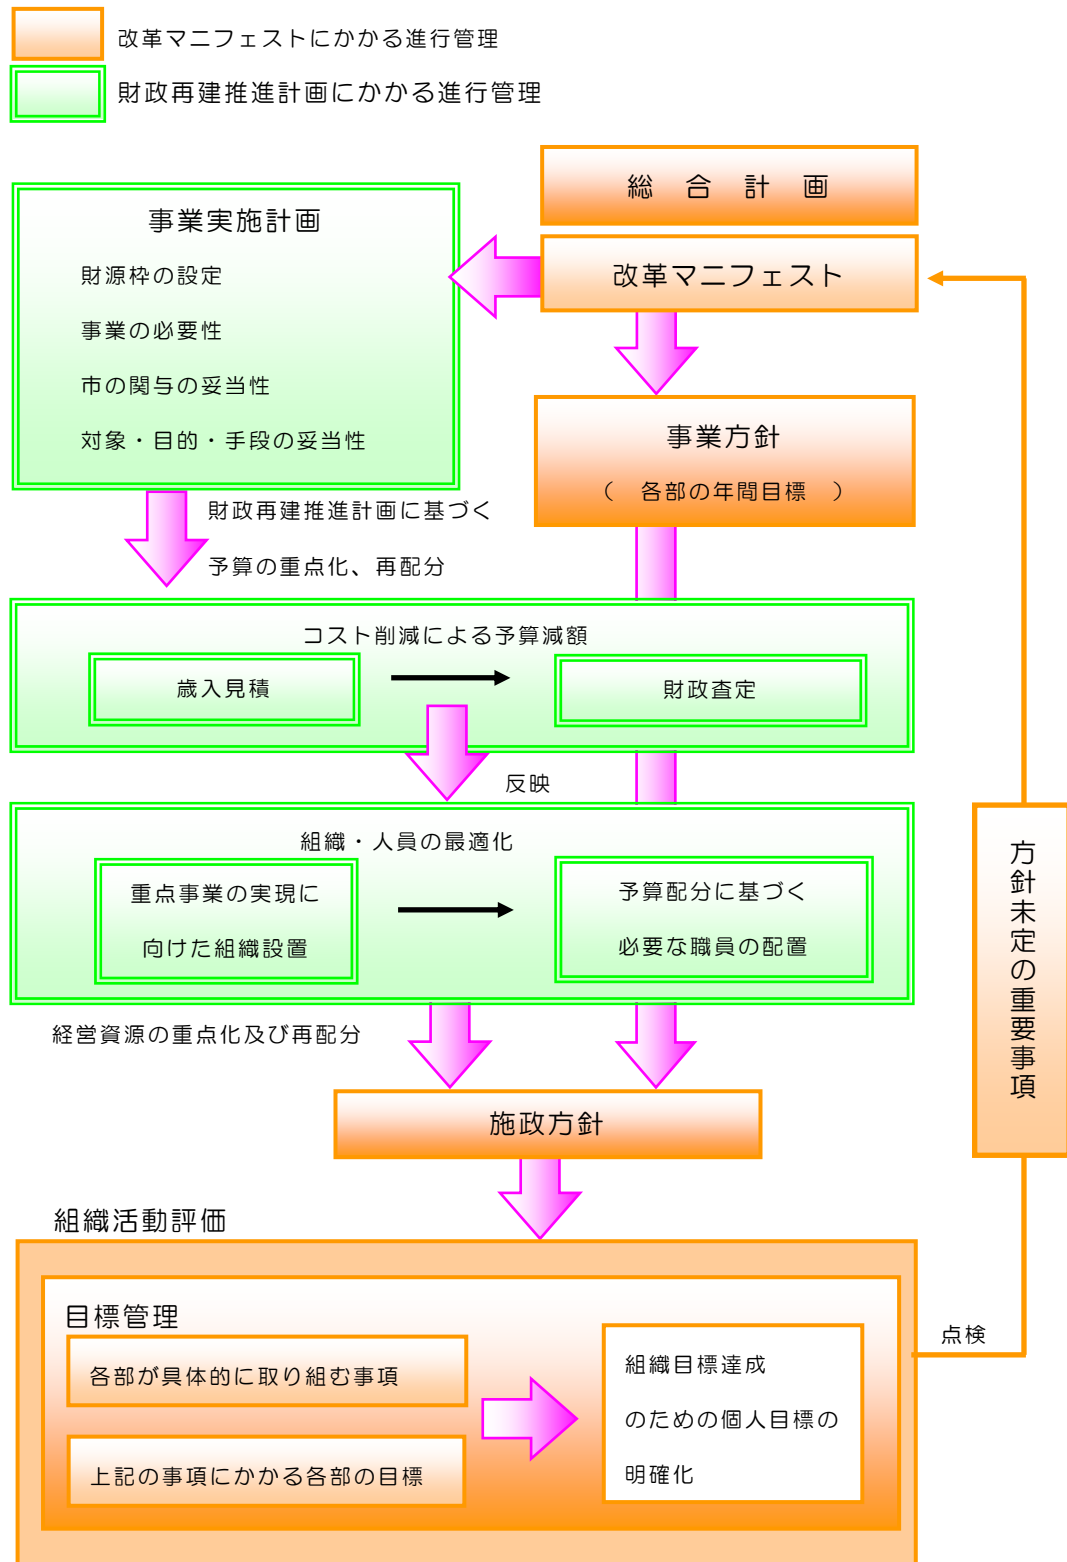 改革マニフェストにかかる進行管理
財政再建推進計画にかかる進行管理
総　合　計　画
改革マニフェスト
事業実施計画
財源枠の設定
事業の必要性
市の関与の妥当性
対象・目的・手段の妥当性
事業方針
（　各部の年間目標　）
財政再建推進計画に基づく
予算の重点化、再配分
コスト削減による予算減額
歳入見積
財政査定
反映
組織・人員の最適化
重点事業の実現に
向けた組織設置
予算配分に基づく
必要な職員の配置
経営資源の重点化及び再配分
方針未定の重要事項
施政方針
組織活動評価
目標管理
各部が具体的に取り組む事項
上記の事項にかかる各部の目標
組織目標達成
のための個人目標の
明確化
点検